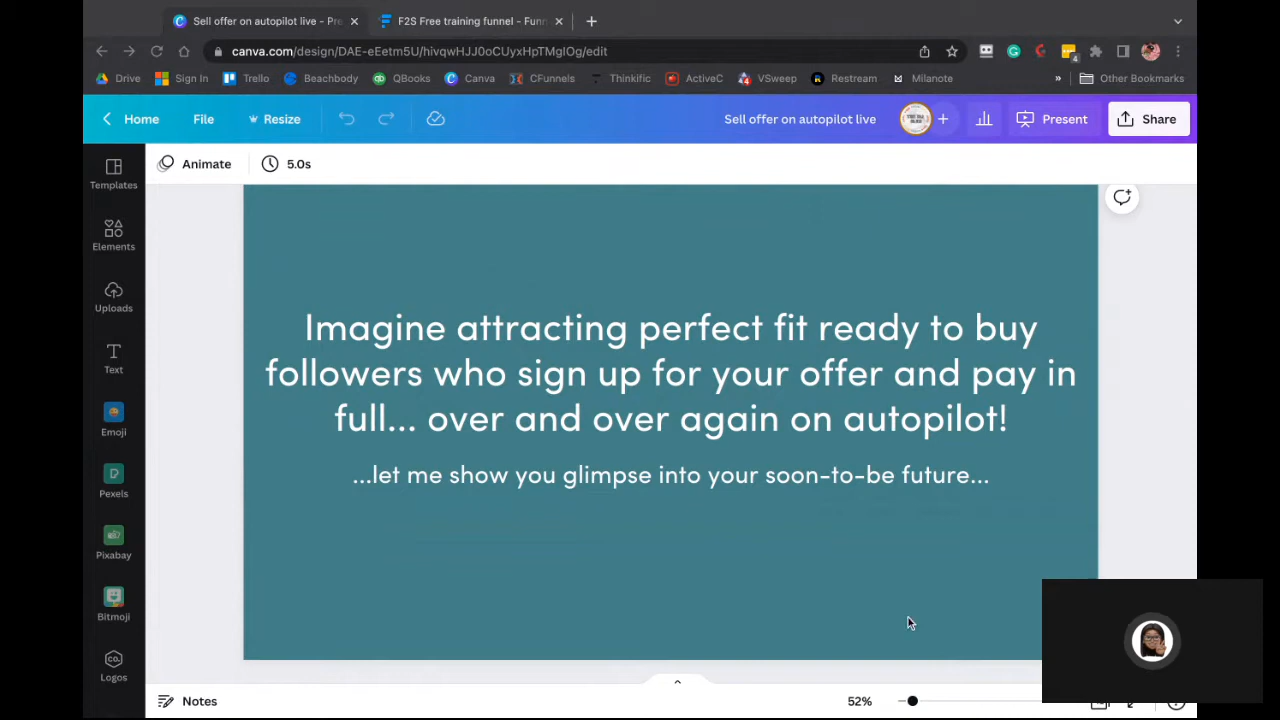 Sell offer on autopilot live - Pre
F2S Free training funnel - Funn
canva.com/design/DAE-eEetm5U/hivqwHJJ0oCUyxHpTMgIOg/edit
Drive Sign In Trello Beachbody QBooks Canva CFunnels Thinkific ActiveC VSweep Restream Milanote » Other Bookmarks
4
Home File Resize Sell offer on autopilot live Present Share
Animate 5.0s
Templates
Elements
Uploads
Text
Emoji
Pexels
Pixabay
Bitmoji
CO.
Logos
Imagine attracting perfect fit ready to buy
followers who sign up for your offer and pay in
full... over and over again on autopilot!
...let me show you glimpse into your soon-to-be future...
Notes 52%